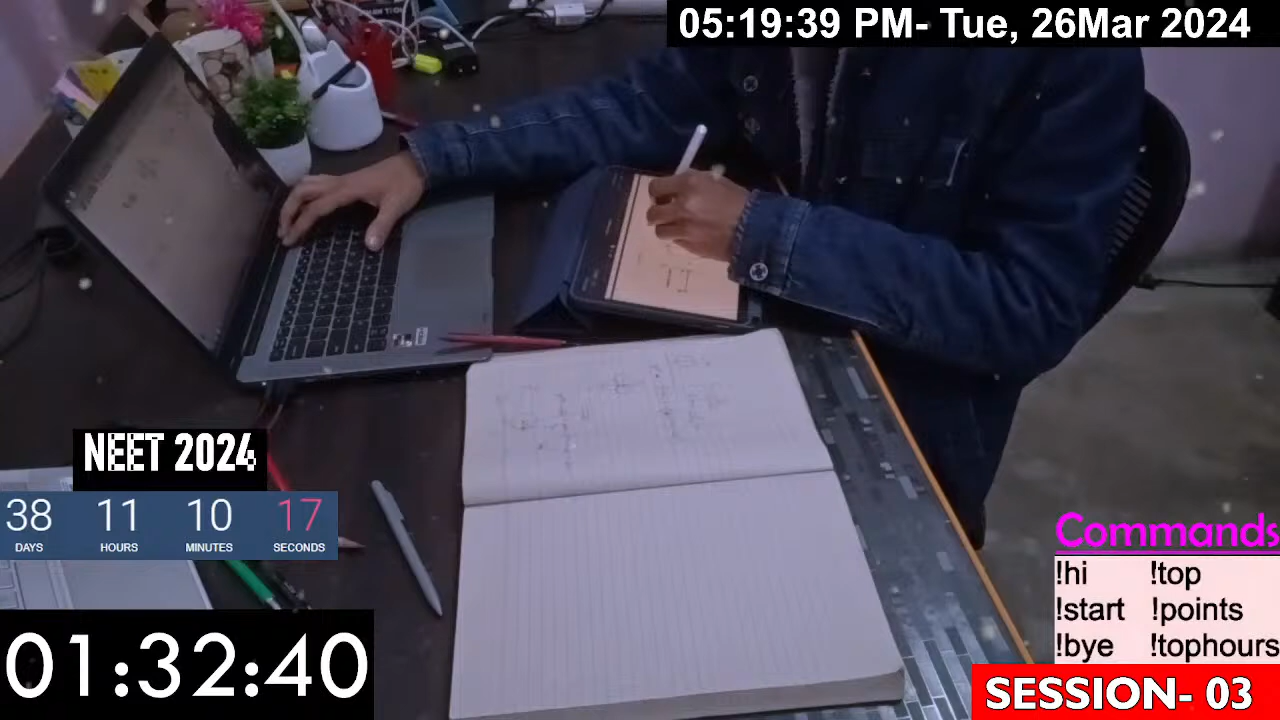 05:19:39 PM- Tue, 26Mar 2024
NEET 2024
38 11 10 17
DAYS HOURS MINUTES SECONDS
01:32:40
Commands
!hi !top
!start !points
!bye !tophours
SESSION- 03